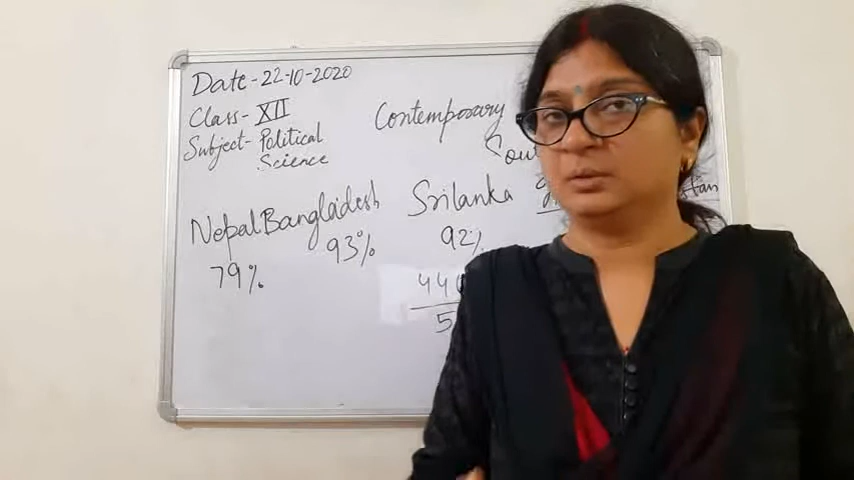 Date-22-10-2020
Class-XII
Subject-Political
Science
Contemporary
Nepal Bangladesh Srilanka
79% 93% 92%